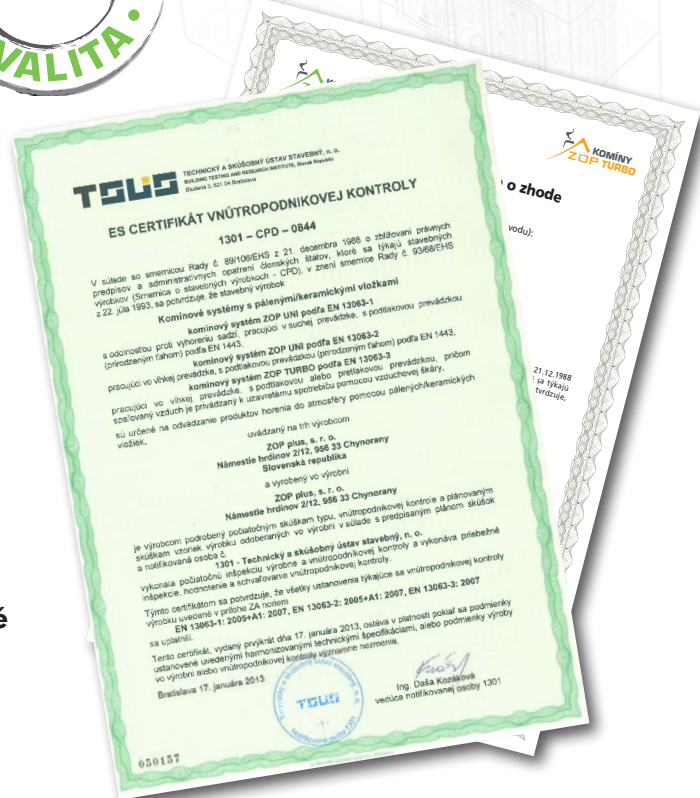 VALITA
KOMÍNY
ZOP TURBO
o zhode
vodu):
21.12.1988
sa týkajú
tvrdzuje,
TSÚS
TECHNICKÝ A SKÚŠOBNÝ ÚSTAV STAVEBNÝ, n. o.
BUILDING TESTING AND RESEARCH INSTITUTE, Slovak Republic
Studená 3, 821 04 Bratislava
ES CERTIFIKÁT VNÚTROPODNIKOVEJ KONTROLY
1301 – CPD – 0844
V súlade so smernicou Rady č. 89/106/EHS z 21. decembra 1988 o zbližovaní právnych
predpisov a administratívnych opatrení členských štátov, ktoré sa týkajú stavebných
výrobkov (Smernica o stavebných výrobkoch - CPD), v znení smernice Rady č. 93/68/EHS
z 22. júla 1993, sa potvrdzuje, že stavebný výrobok
Komínové systémy s pálenými/keramickými vložkami
komínový systém ZOP UNI podľa EN 13063-1
s odolnosťou proti vyhoreniu sadzí, pracujúci v suchej prevádzke, s podtlakovou prevádzkou
(prirodzeným ťahom) podľa EN 1443,
komínový systém ZOP UNI podľa EN 13063-2
pracujúci vo vlhkej prevádzke, s podtlakovou prevádzkou (prirodzeným ťahom) podľa EN 1443,
komínový systém ZOP TURBO podľa EN 13063-3
pracujúci vo vlhkej prevádzke, s podtlakovou alebo pretlakovou prevádzkou, pričom
spaľovaný vzduch je privádzaný k uzavretému spotrebiču pomocou vzduchovej škáry,
sú určené na odvádzanie produktov horenia do atmosféry pomocou pálených/keramických
vložiek,
uvádzaný na trh výrobcom
ZOP plus, s. r. o.
Námestie hrdinov 2/12, 956 33 Chynorany
Slovenská republika
a vyrobený vo výrobni
ZOP plus, s. r. o.
Námestie hrdinov 2/12, 956 33 Chynorany
je výrobcom podrobený počiatočným skúškam typu, vnútropodnikovej kontrole a plánovaným
skúškam vzoriek výrobku odoberaných vo výrobni v súlade s predpísaným plánom skúšok
a notifikovaná osoba č.
1301 - Technický a skúšobný ústav stavebný, n. o.
vykonala počiatočnú inšpekciu výrobne a vnútropodnikovej kontroly a vykonáva priebežné
inšpekcie, hodnotenie a schvaľovanie vnútropodnikovej kontroly.
Týmto certifikátom sa potvrdzuje, že všetky ustanovenia týkajúce sa vnútropodnikovej kontroly
výrobku uvedené v prílohe ZA noriem
EN 13063-1: 2005+A1: 2007, EN 13063-2: 2005+A1: 2007, EN 13063-3: 2007
sa uplatnili.
Tento certifikát, vydaný prvýkrát dňa 17. januára 2013, ostáva v platnosti pokiaľ sa podmienky
ustanovené uvedenými harmonizovanými technickými špecifikáciami, alebo podmienky výroby
vo výrobni alebo vnútropodnikovej kontroly významne nezmenia.
Bratislava 17. januára 2013
TSÚS
-1-
Ing. Daša Kozáková
vedúca notifikovanej osoby 1301
050157
é